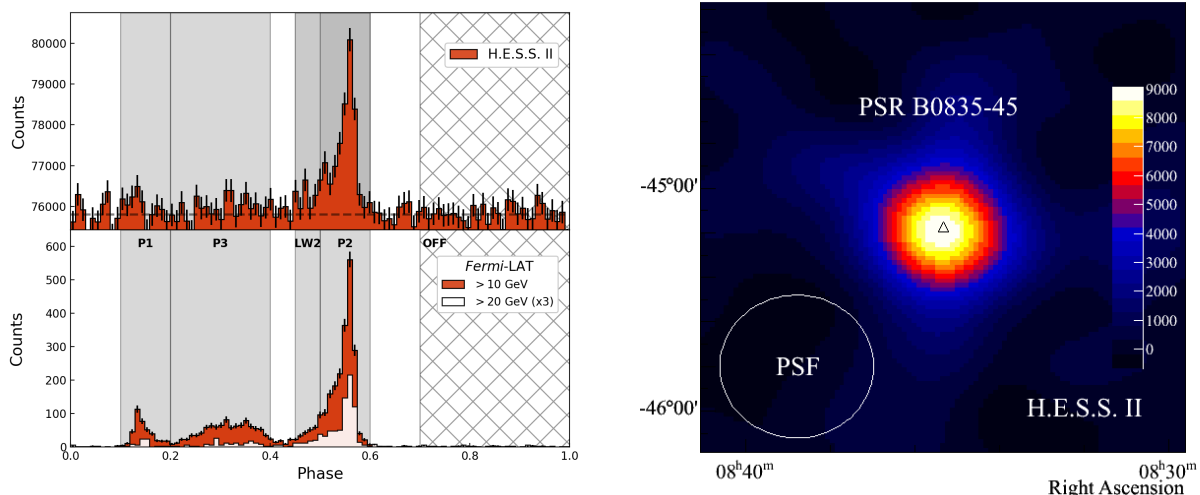 80000
79000
78000
77000
76000
Counts
H.E.S.S. II
P1
P3
LW2
P2
OFF
600
500
400
300
200
100
0
Counts
Fermi-LAT
> 10 GeV
> 20 GeV (x3)
0.0
0.2
0.4
0.6
0.8
1.0
Phase
PSR B0835-45
9000
8000
7000
6000
5000
4000
3000
2000
1000
0
-45°00'
-46°00'
PSF
H.E.S.S. II
08h40m
08h30m
Right Ascension